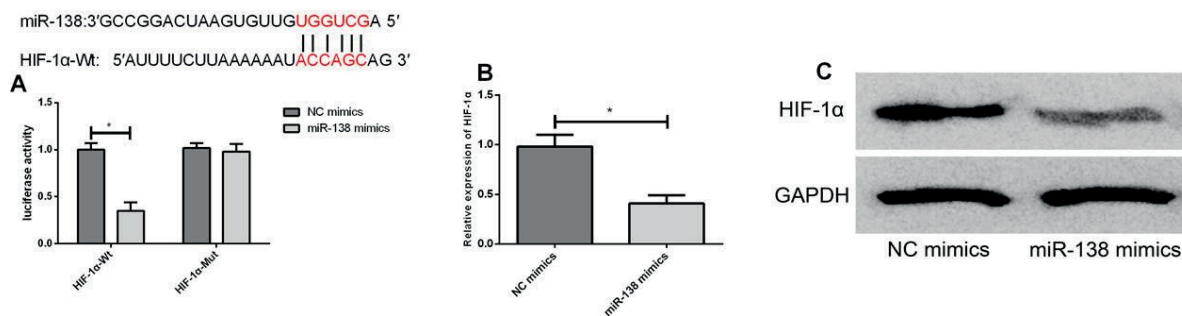 miR-138:3'GCCGGACUAAGUGUUGUGGUCGA 5'
HIF-1α-Wt: 5'AUUUUCUUAAAAAAUACCAGCAG 3'
A
luciferase activity
1.5
1.0
0.5
0.0
*
HIF-1α-Wt
HIF-1α-Mut
NC mimics
miR-138 mimics
B
Relative expression of HIF-1α
1.5
1.0
0.5
0.0
*
NC mimics
miR-138 mimics
C
HIF-1α
GAPDH
NC mimics
miR-138 mimics